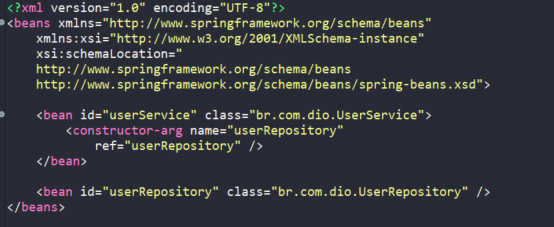 <?xml version="1.0" encoding="UTF-8"?>
<beans xmlns="http://www.springframework.org/schema/beans"
xmlns:xsi="http://www.w3.org/2001/XMLSchema-instance"
xsi:schemaLocation="
http://www.springframework.org/schema/beans
http://www.springframework.org/schema/beans/spring-beans.xsd">
<bean id="userService" class="br.com.dio.UserService">
<constructor-arg name="userRepository"
ref="userRepository" />
</bean>
<bean id="userRepository" class="br.com.dio.UserRepository" />
</beans>